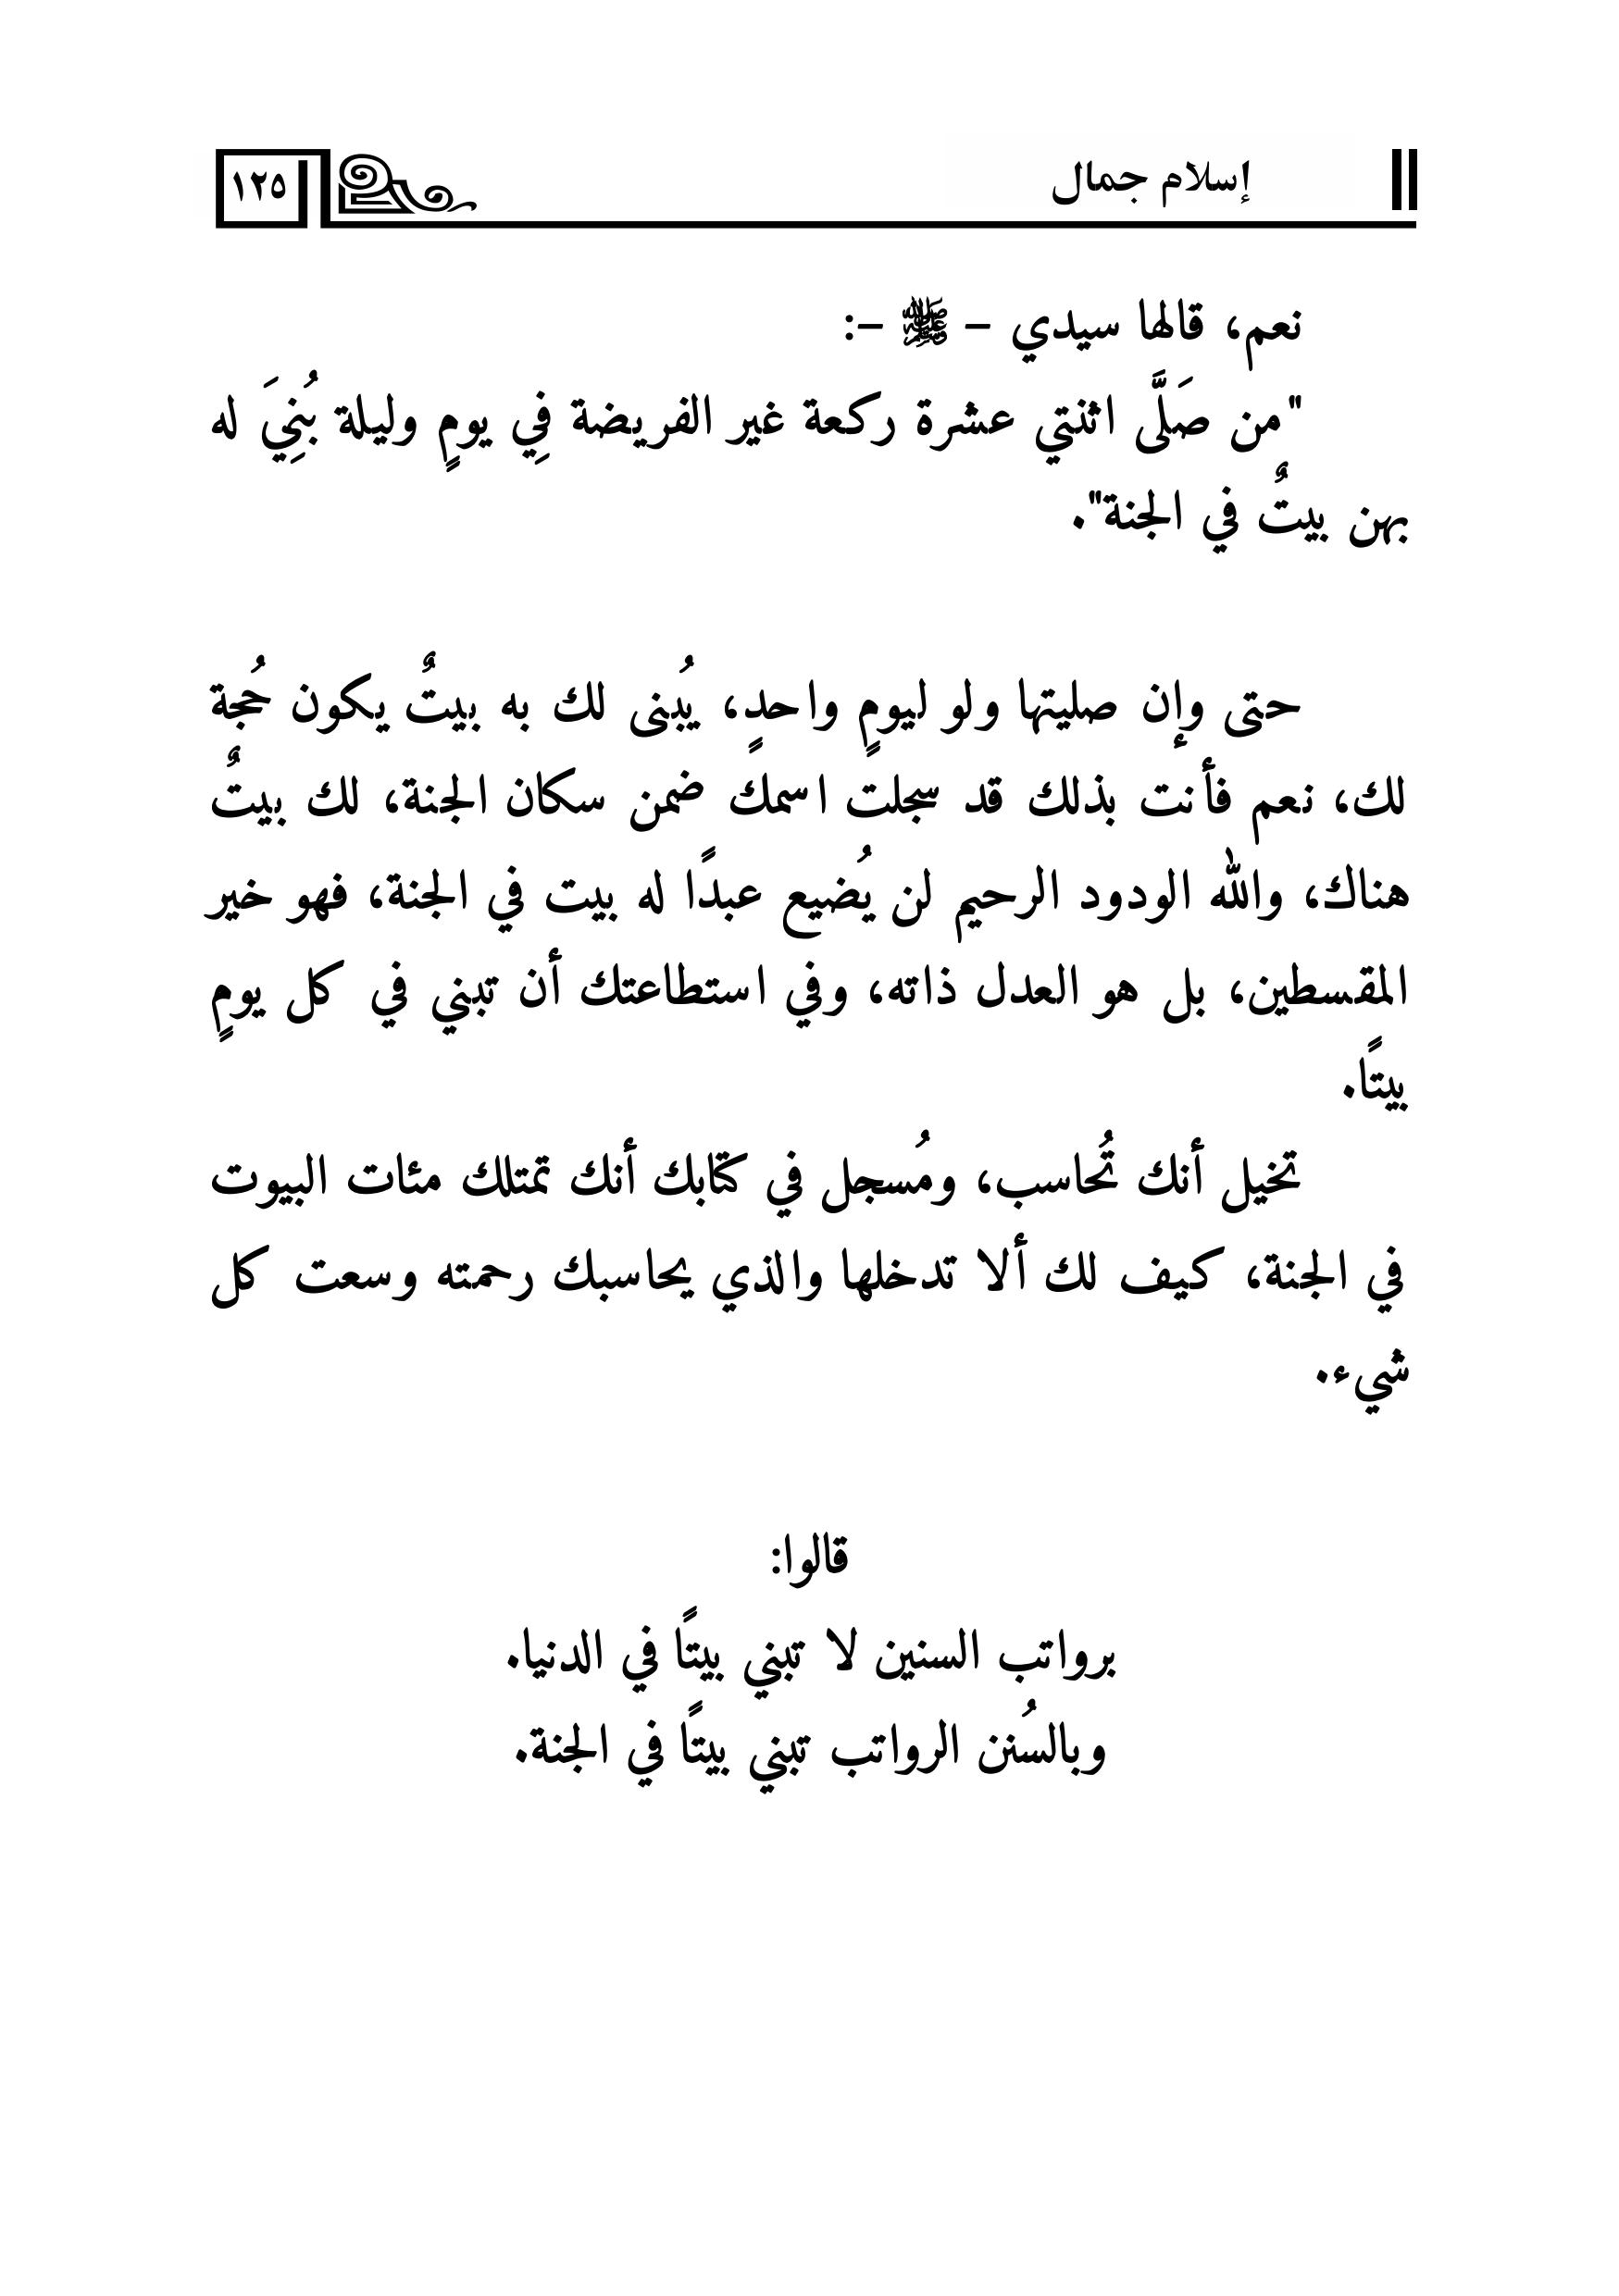 إسلام جمال
١٢٥
نعم، قالها سيدي – ﷺ –:
"من صَلَّى اثنتي عشرة ركعة غير الفريضة فِي يومٍ وليلة بُنِيَ له
بهن بيتٌ في الجنة".
حتى وإن صليتها ولو ليومٍ واحدٍ، يُبنى لك به بيتٌ يكون حُجة
لك، نعم فأنت بذلك قد سجلت اسمك ضمن سكان الجنة، لك بيتٌ
هناك، والله الودود الرحيم لن يُضيع عبدًا له بيت في الجنة، فهو خير
المقسطين، بل هو العدل ذاته، وفي استطاعتك أن تبني في كل يومٍ
بيتًا.
تخيل أنك تُحاسب، ومُسجل في كتابك أنك تمتلك مئات البيوت
في الجنة، كيف لك ألا تدخلها والذي يحاسبك رحمته وسعت كل
شيء.
قالوا:
برواتب السنين لا تبني بيتًا في الدنيا.
وبالسُنن الرواتب تبني بيتًا في الجنة.